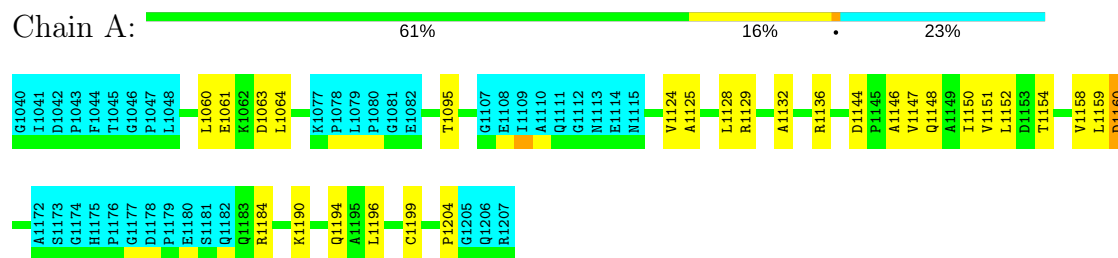 Chain A:
61% 16% • 23%
G1040 I1041 D1042 P1043 F1044 T1045 G1046 P1047 L1048 L1060 E1061 K1062 D1063 L1064 K1077 P1078 L1079 P1080 G1081 E1082 T1095 G1107 E1108 I1109 A1110 Q1111 G1112 N1113 E1114 N1115 V1124 A1125 L1128 R1129 A1132 R1136 D1144 P1145 A1146 V1147 Q1148 A1149 I1150 V1151 L1152 D1153 T1154 V1158 L1159 D1160
A1172 S1173 G1174 H1175 P1176 G1177 D1178 P1179 E1180 S1181 Q1182 Q1183 R1184 K1190 Q1194 A1195 L1196 C1199 P1204 G1205 Q1206 R1207